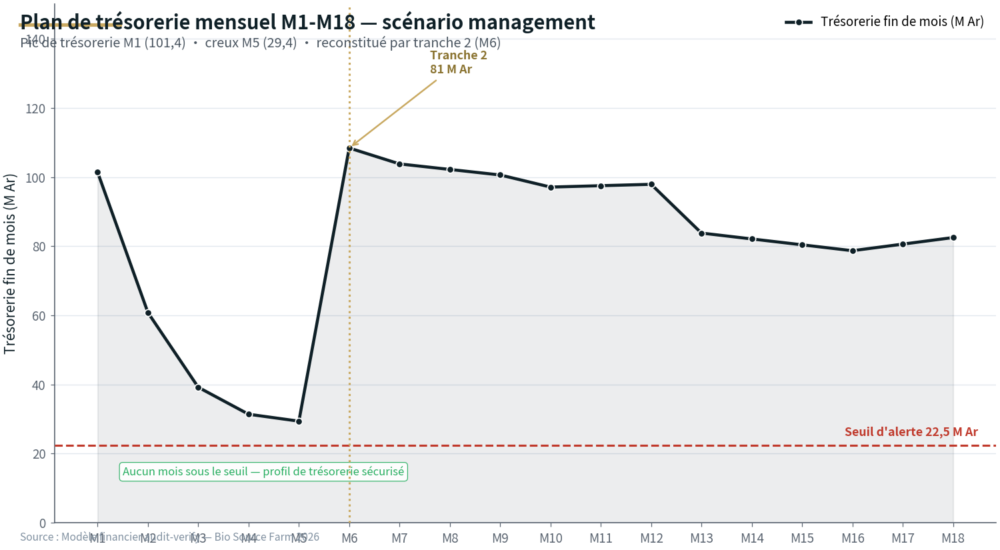 Plan de trésorerie mensuel M1-M18 — scénario management
Pic de trésorerie M1 (101,4) • creux M5 (29,4) • reconstitué par tranche 2 (M6)
Trésorerie fin de mois (M Ar)
Tranche 2
81 M Ar
Trésorerie fin de mois (M Ar)
140
120
100
80
60
40
20
0
Seuil d'alerte 22,5 M Ar
Aucun mois sous le seuil — profil de trésorerie sécurisé
M1 M2 M3 M4 M5 M6 M7 M8 M9 M10 M11 M12 M13 M14 M15 M16 M17 M18
Source : Modèle financier audit-verify — Bio Source Farm 2026